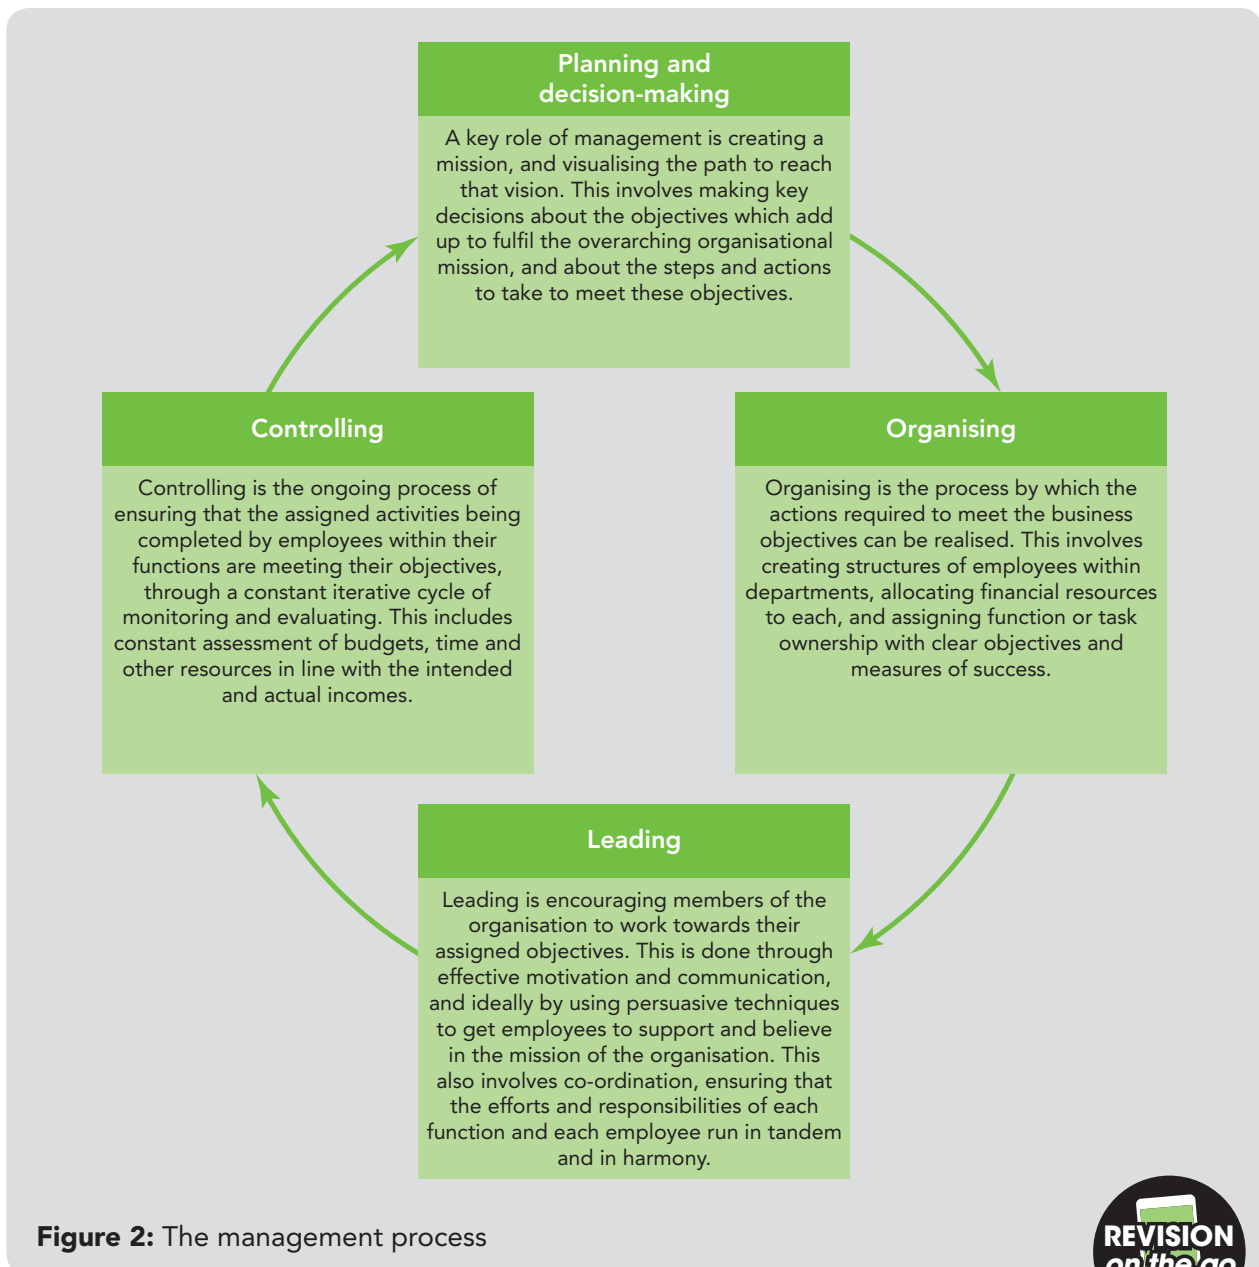 Planning and
decision-making
A key role of management is creating a
mission, and visualising the path to reach
that vision. This involves making key
decisions about the objectives which add
up to fulfil the overarching organisational
mission, and about the steps and actions
to take to meet these objectives.
Controlling
Controlling is the ongoing process of
ensuring that the assigned activities being
completed by employees within their
functions are meeting their objectives,
through a constant iterative cycle of
monitoring and evaluating. This includes
constant assessment of budgets, time and
other resources in line with the intended
and actual incomes.
Organising
Organising is the process by which the
actions required to meet the business
objectives can be realised. This involves
creating structures of employees within
departments, allocating financial resources
to each, and assigning function or task
ownership with clear objectives and
measures of success.
Leading
Leading is encouraging members of the
organisation to work towards their
assigned objectives. This is done through
effective motivation and communication,
and ideally by using persuasive techniques
to get employees to support and believe
in the mission of the organisation. This
also involves co-ordination, ensuring that
the efforts and responsibilities of each
function and each employee run in tandem
and in harmony.
Figure 2: The management process
REVISION
on the go